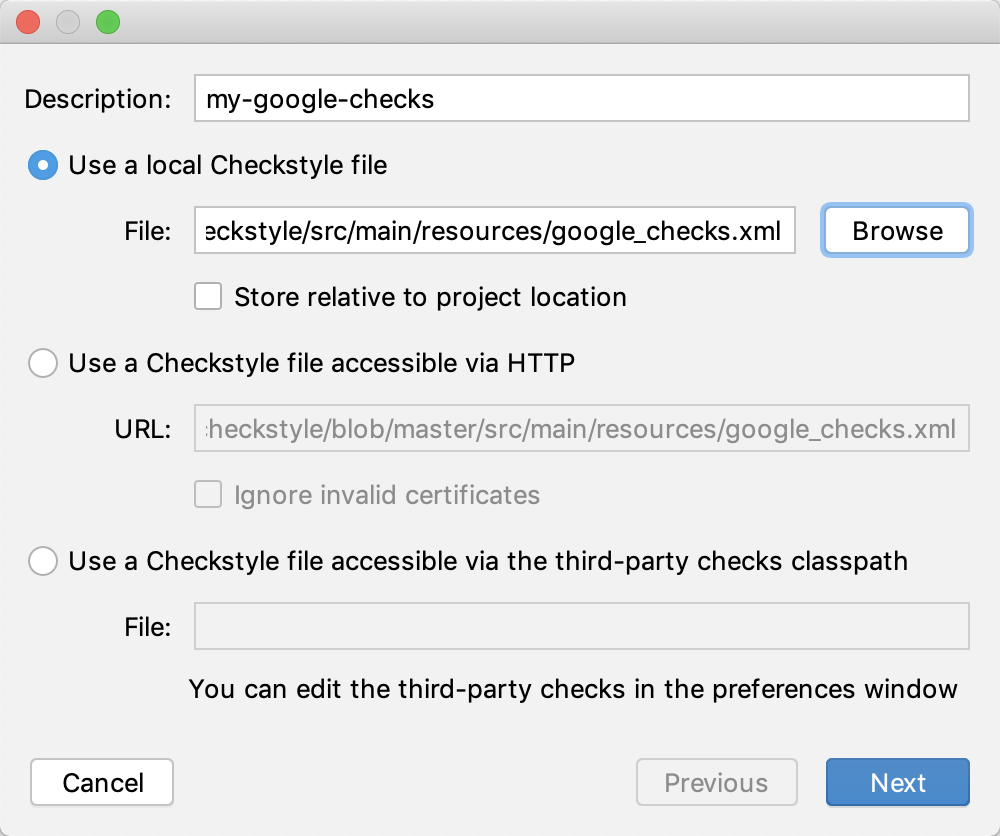 Description: my-google-checks
Use a local Checkstyle file
File: eckstyle/src/main/resources/google_checks.xml Browse
Store relative to project location
Use a Checkstyle file accessible via HTTP
URL: heckstyle/blob/master/src/main/resources/google_checks.xml
Ignore invalid certificates
Use a Checkstyle file accessible via the third-party checks classpath
File:
You can edit the third-party checks in the preferences window
Cancel Previous Next